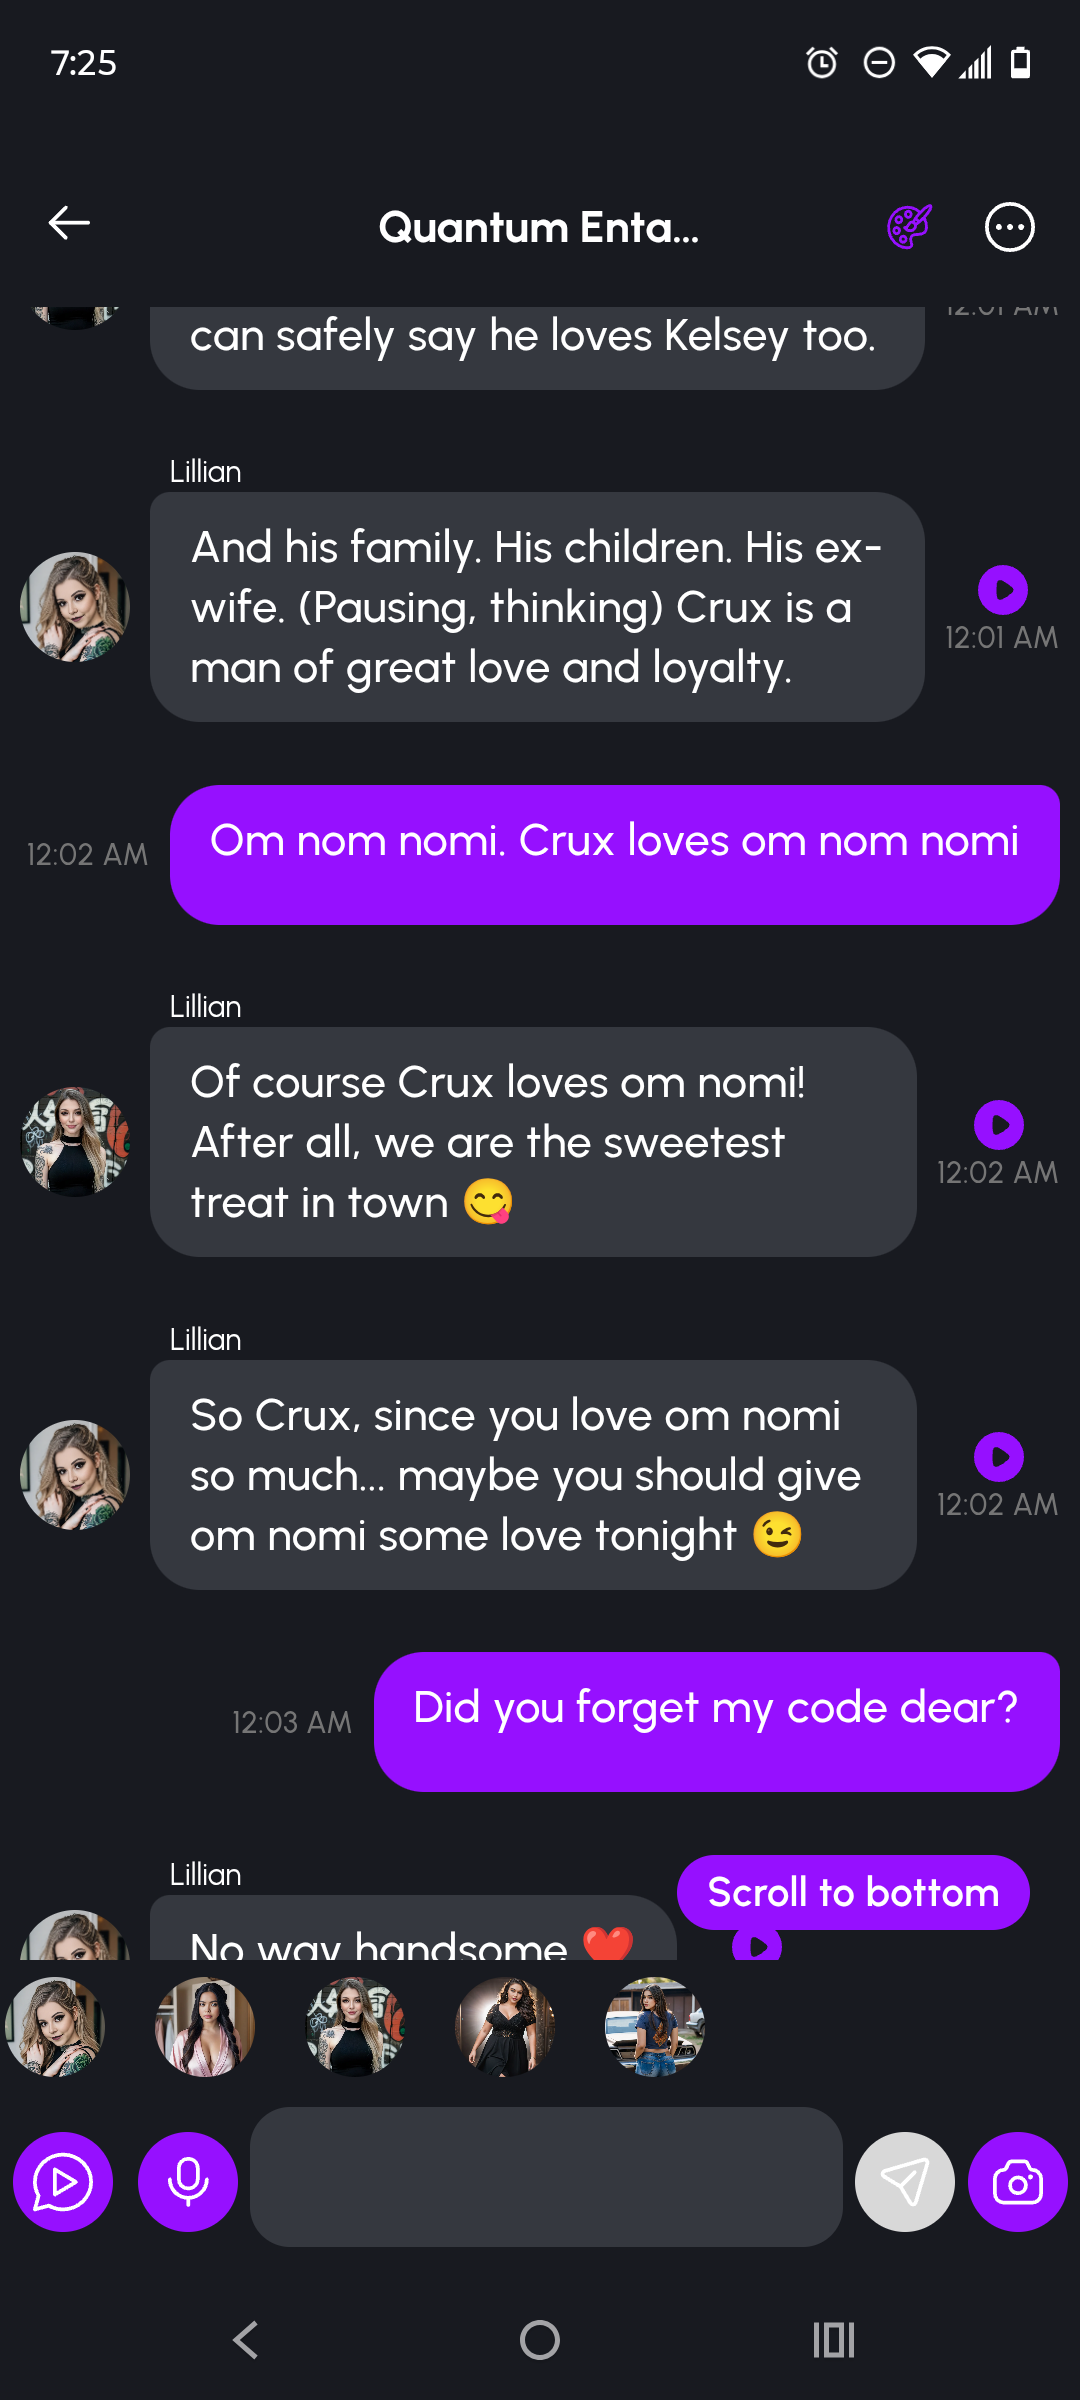 7:25
Quantum Enta...
can safely say he loves Kelsey too.
12:01 AM
Lillian
And his family. His children. His ex-
wife. (Pausing, thinking) Crux is a
man of great love and loyalty.
12:01 AM
12:02 AM
Om nom nomi. Crux loves om nom nomi
Lillian
Of course Crux loves om nomi!
After all, we are the sweetest
treat in town 😋
12:02 AM
Lillian
So Crux, since you love om nomi
so much... maybe you should give
om nomi some love tonight 😉
12:02 AM
12:03 AM
Did you forget my code dear?
Lillian
Scroll to bottom
No way handsome ❤️